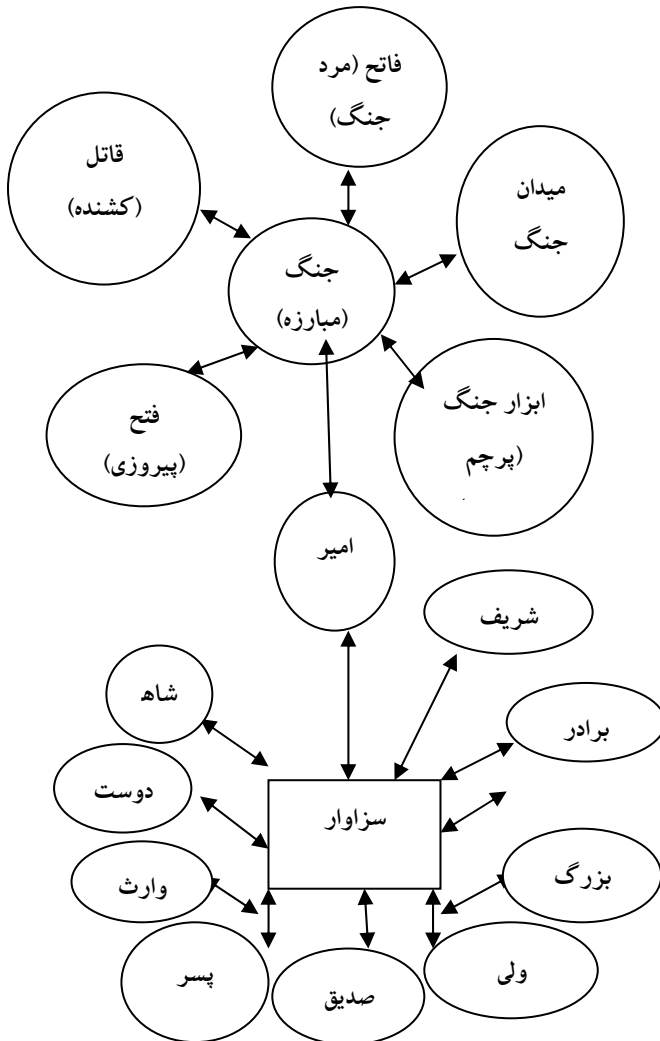 فاتح (مرد
جنگ)
قاتل
(کشنده)
میدان
جنگ
جنگ
(مبارزه)
ابزار جنگ
(پرچم
فتح
(پیروزی)
امیر
شریف
شاه
برادر
دوست
سزاوار
وارث
بزرگ
پسر
صدیق
ولی